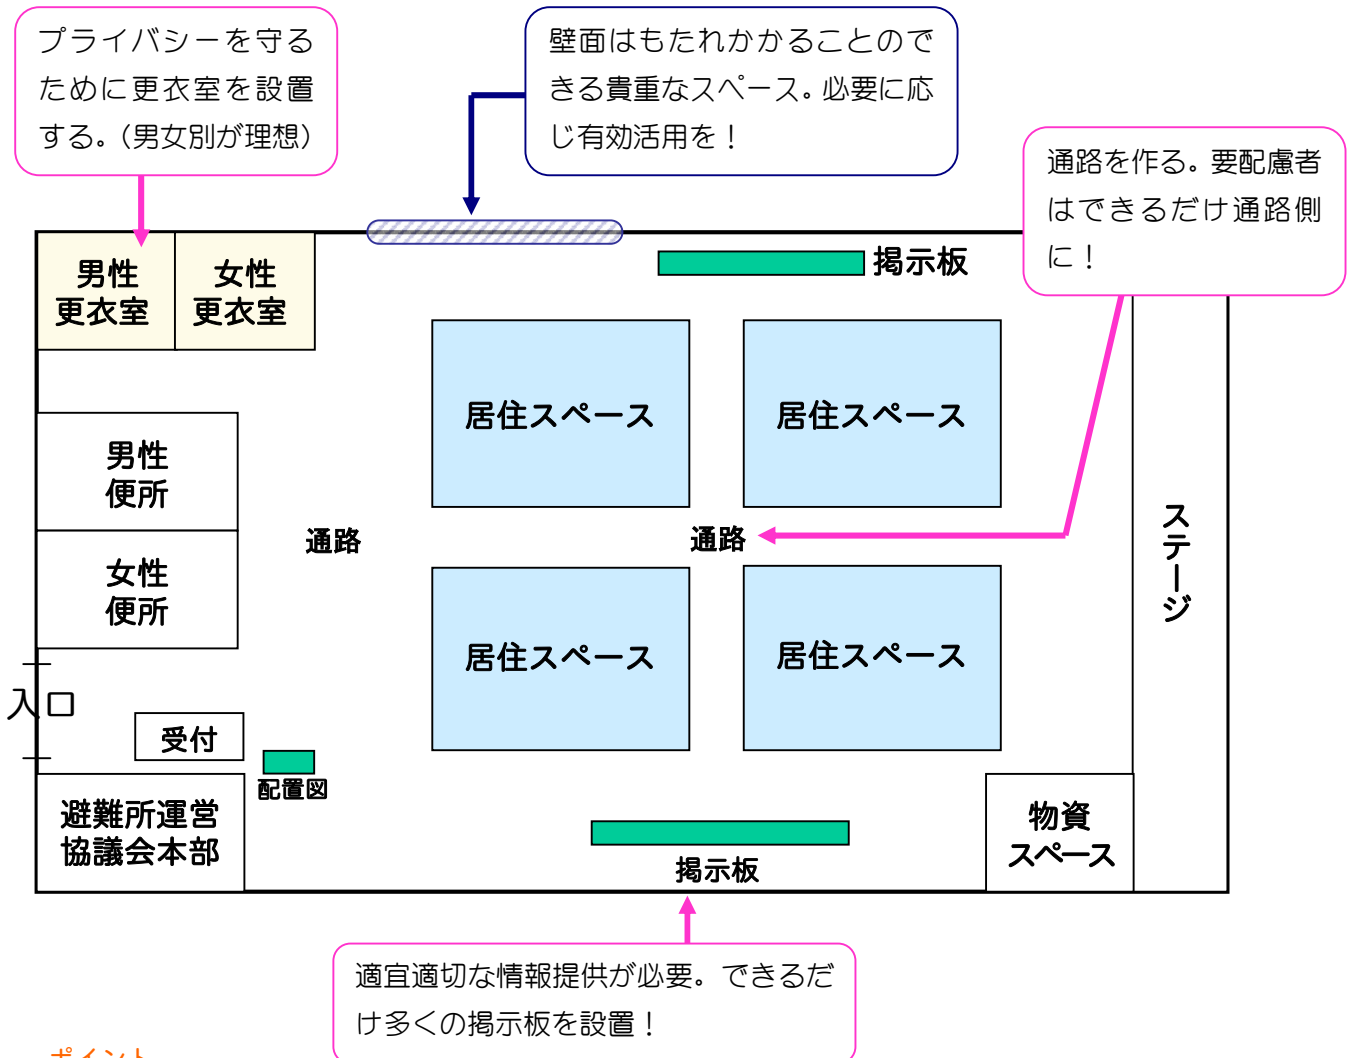 プライバシーを守る
ために更衣室を設置
する。（男女別が理想）
壁面はもたれかかることので
きる貴重なスペース。必要に応
じ有効活用を！
通路を作る。要配慮者
はできるだけ通路側
に！
男性
更衣室
女性
更衣室
掲示板
居住スペース
居住スペース
男性
便所
通路
通路
ステージ
女性
便所
居住スペース
居住スペース
入口
受付
配置図
避難所運営
協議会本部
掲示板
物資
スペース
適宜適切な情報提供が必要。できるだ
け多くの掲示板を設置！
ポイント